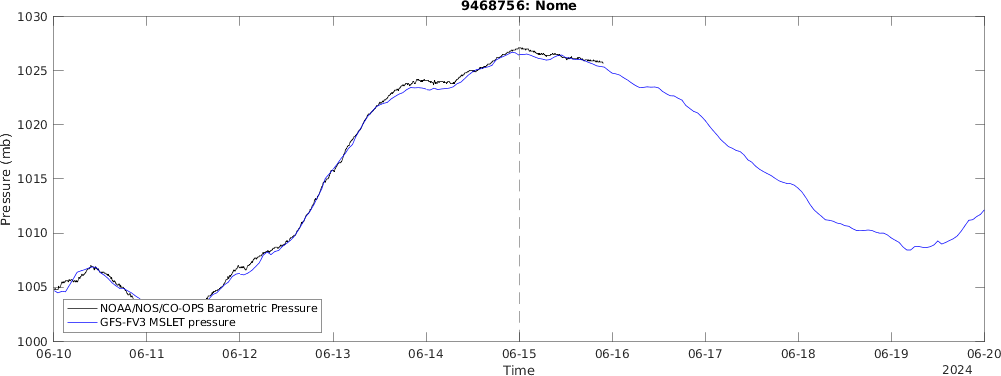 9468756: Nome
1030
1025
1020
1015
1010
1005
1000
Pressure (mb)
NOAA/NOS/CO-OPS Barometric Pressure
GFS-FV3 MSLET pressure
06-10 06-11 06-12 06-13 06-14 06-15 06-16 06-17 06-18 06-19 06-20
Time
2024